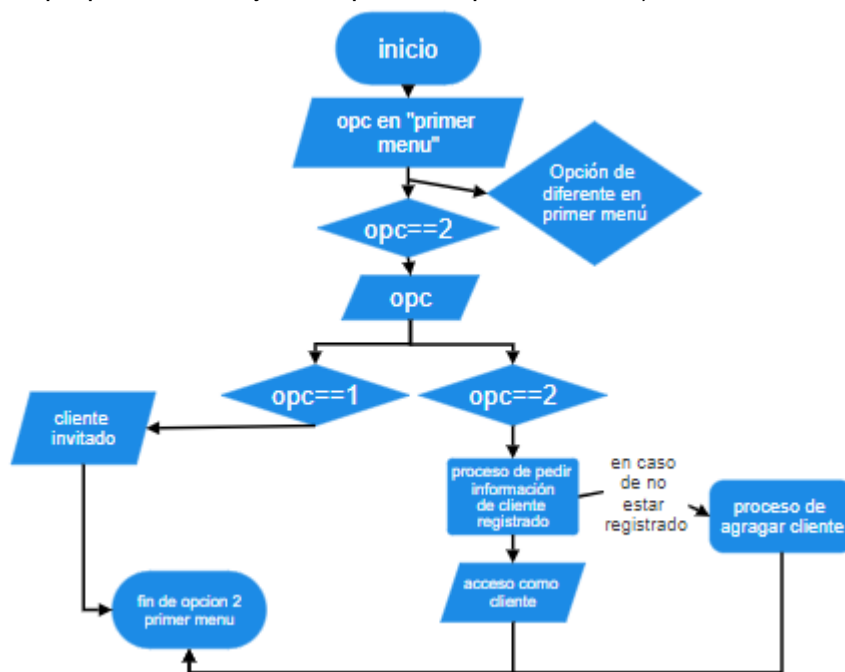 inicio
opc en "primer
menu"
Opción de
diferente en
primer menú
opc==2
opc
opc==1
opc==2
cliente
invitado
proceso de pedir
información
de cliente
registrado
en caso
de no
estar
registrado
proceso de
agragar cliente
acceso como
cliente
fin de opcion 2
primer menu